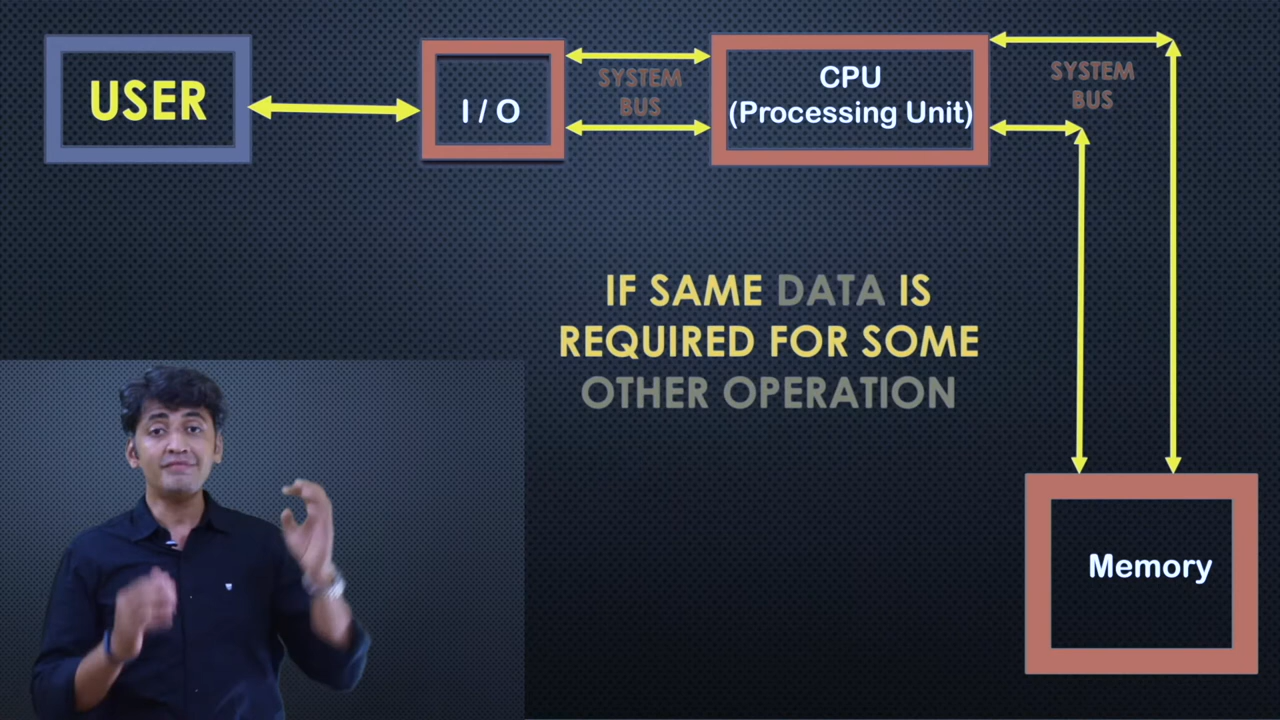 USER
I / O
SYSTEM
BUS
CPU
(Processing Unit)
SYSTEM
BUS
IF SAME DATA IS
REQUIRED FOR SOME
OTHER OPERATION
Memory